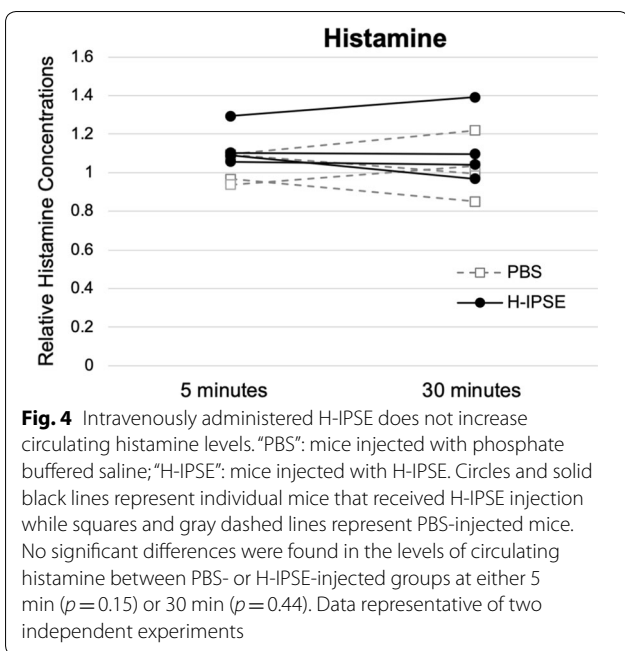 Histamine
1.6
1.4
1.2
1
0.8
0.6
0.4
0.2
0
Relative Histamine Concentrations
PBS
H-IPSE
5 minutes 30 minutes
Fig. 4 Intravenously administered H-IPSE does not increase
circulating histamine levels. “PBS”: mice injected with phosphate
buffered saline; “H-IPSE”: mice injected with H-IPSE. Circles and solid
black lines represent individual mice that received H-IPSE injection
while squares and gray dashed lines represent PBS-injected mice.
No significant differences were found in the levels of circulating
histamine between PBS- or H-IPSE-injected groups at either 5
min (p = 0.15) or 30 min (p = 0.44). Data representative of two
independent experiments